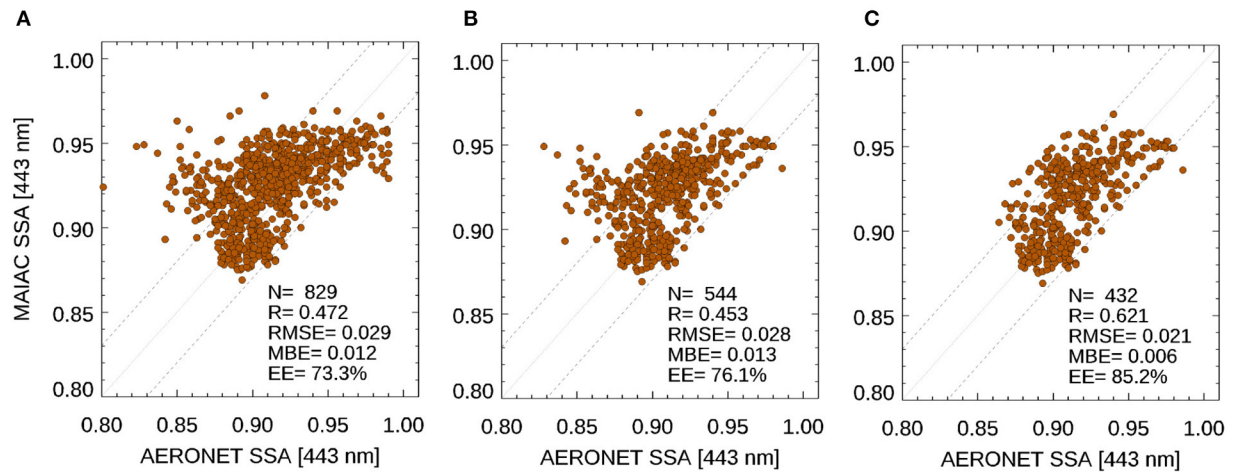 A
B
C
MAIAC SSA [443 nm]
1.00
0.95
0.90
0.85
0.80
N= 829
R= 0.472
RMSE= 0.029
MBE= 0.012
EE= 73.3%
0.80 0.85 0.90 0.95 1.00
AERONET SSA [443 nm]
1.00
0.95
0.90
0.85
0.80
N= 544
R= 0.453
RMSE= 0.028
MBE= 0.013
EE= 76.1%
0.80 0.85 0.90 0.95 1.00
AERONET SSA [443 nm]
1.00
0.95
0.90
0.85
0.80
N= 432
R= 0.621
RMSE= 0.021
MBE= 0.006
EE= 85.2%
0.80 0.85 0.90 0.95 1.00
AERONET SSA [443 nm]